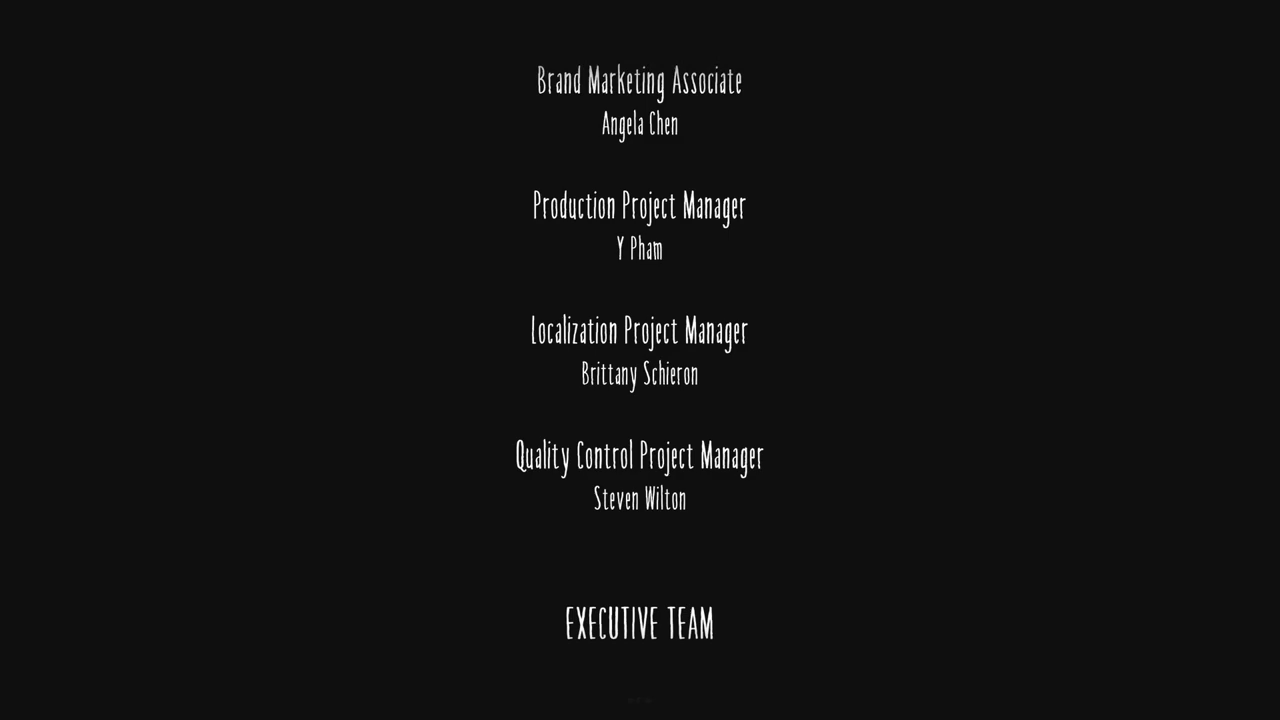 Brand Marketing Associate
Angela Chen
Production Project Manager
Y Pham
Localization Project Manager
Brittany Schieron
Quality Control Project Manager
Steven Wilton
EXECUTIVE TEAM